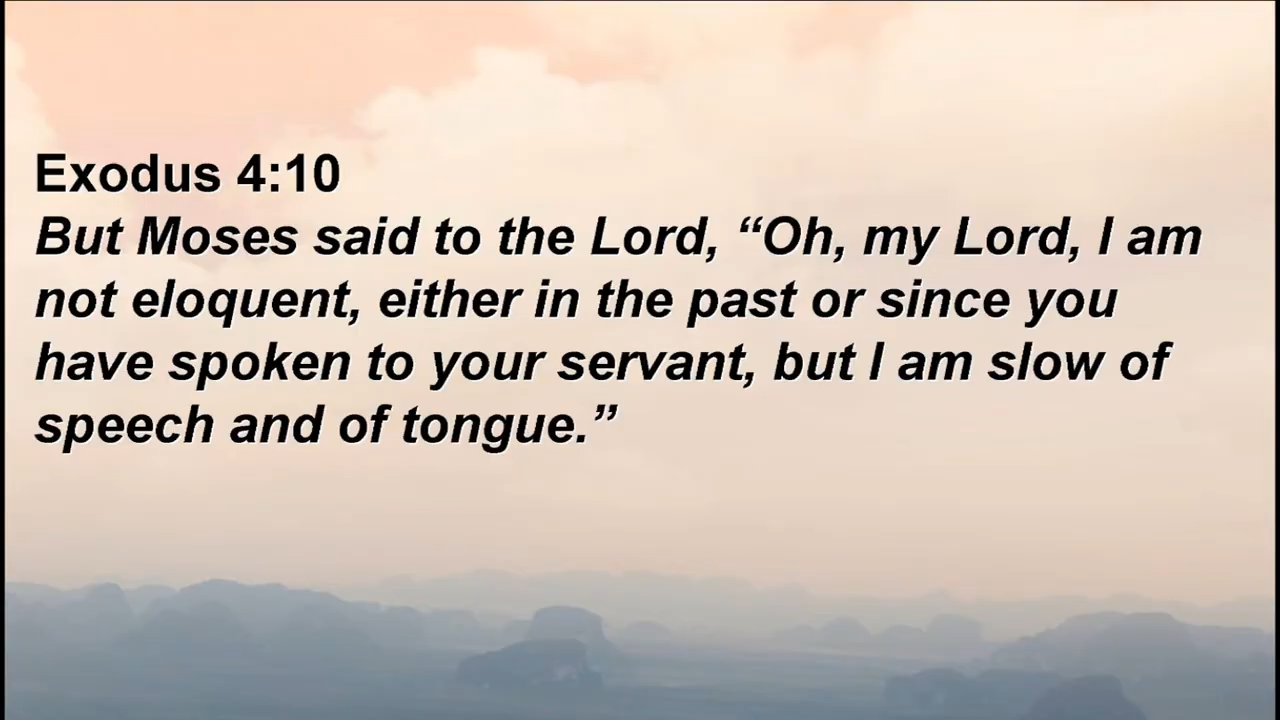 Exodus 4:10
But Moses said to the Lord, “Oh, my Lord, I am
not eloquent, either in the past or since you
have spoken to your servant, but I am slow of
speech and of tongue.”